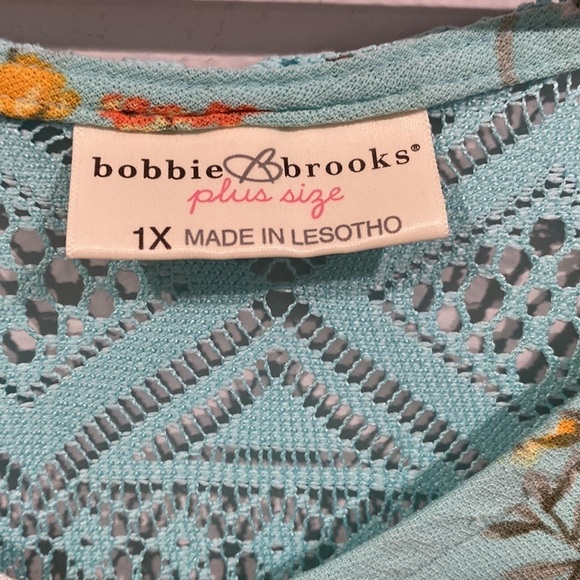 bobbie B brooks®
plus size
1X MADE IN LESOTHO